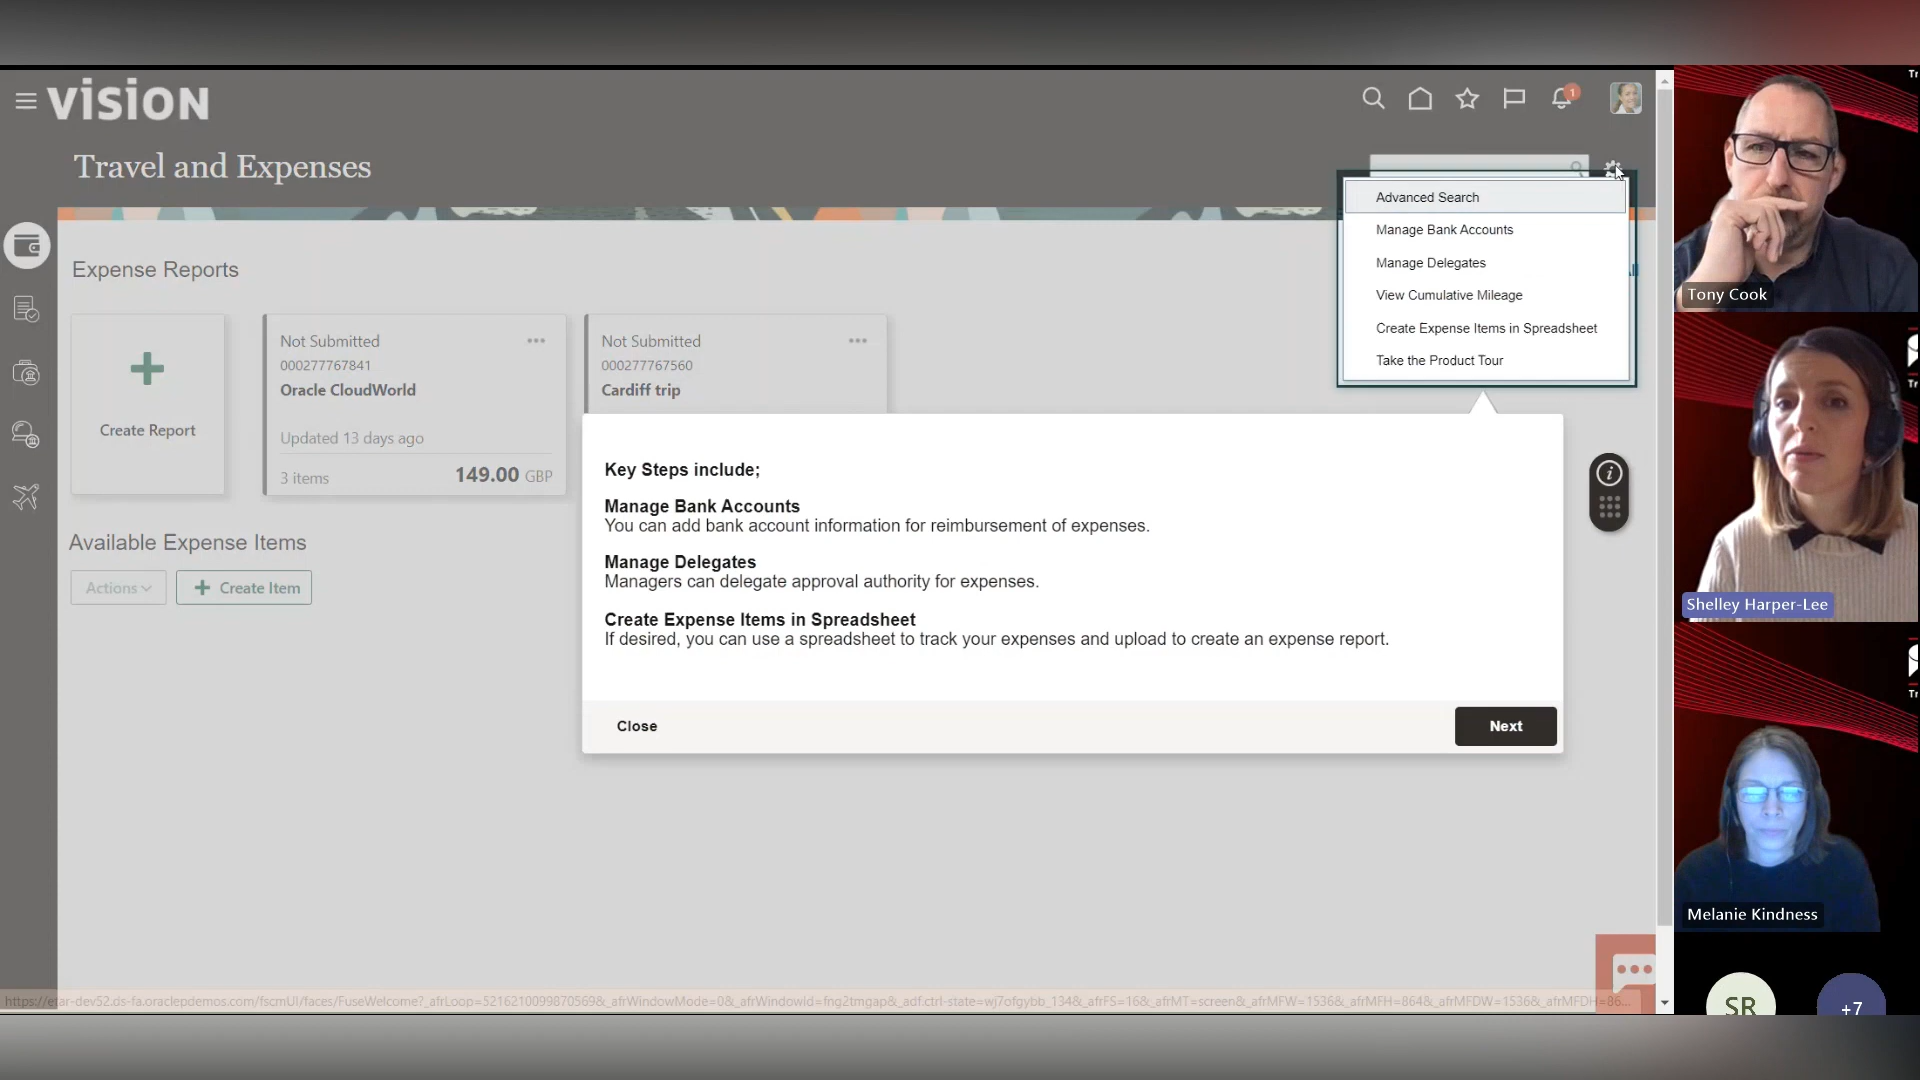 vision
1
Travel and Expenses
Advanced Search
Manage Bank Accounts
Manage Delegates
View Cumulative Mileage
Create Expense Items in Spreadsheet
Take the Product Tour
Expense Reports
Create Report
Not Submitted
000277767841
Oracle CloudWorld
Updated 13 days ago
3 items
149.00 GBP
Not Submitted
000277767560
Cardiff trip
Key Steps include;
Manage Bank Accounts
You can add bank account information for reimbursement of expenses.
Manage Delegates
Managers can delegate approval authority for expenses.
Create Expense Items in Spreadsheet
If desired, you can use a spreadsheet to track your expenses and upload to create an expense report.
Close
Next
Available Expense Items
Actions
Create Item
Tony Cook
Shelley Harper-Lee
Melanie Kindness
SR
+7